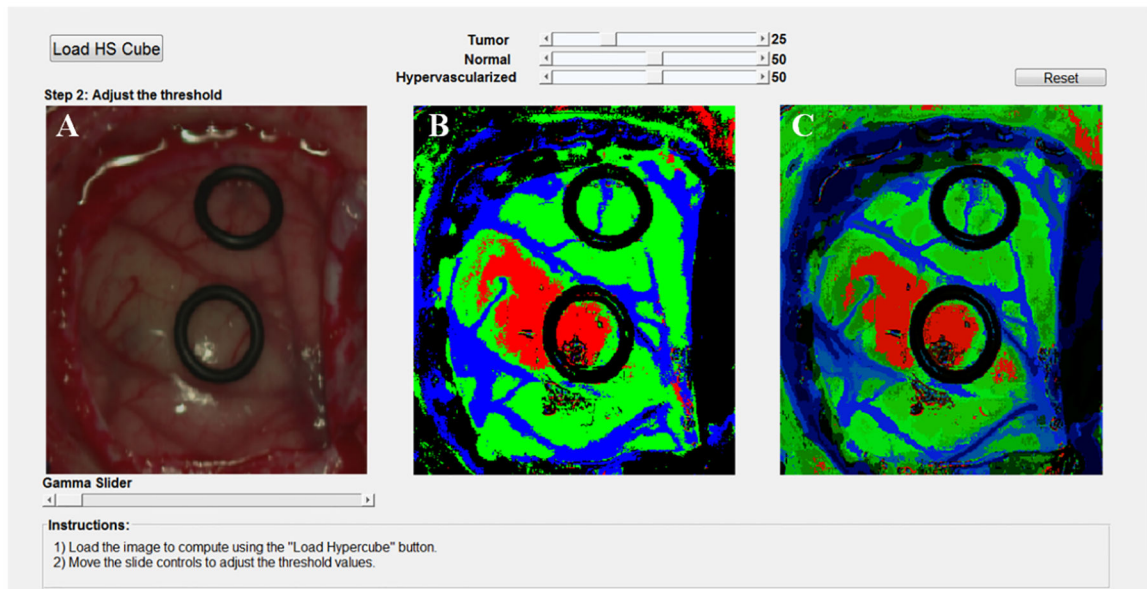 Load HS Cube
Tumor 25
Normal 50
Hypervascularized 50
Reset
Step 2: Adjust the threshold
A
B
C
Gamma Slider
Instructions:
1) Load the image to compute using the "Load Hypercube" button.
2) Move the slide controls to adjust the threshold values.